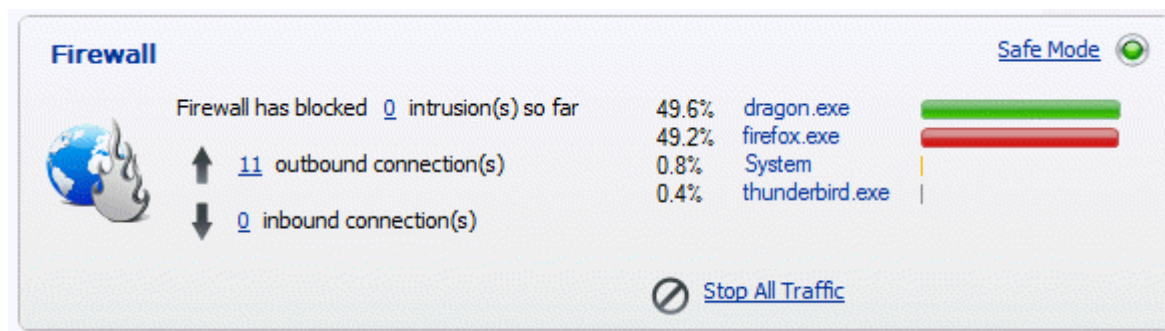 Firewall
Safe Mode
Firewall has blocked 0 intrusion(s) so far
11 outbound connection(s)
0 inbound connection(s)
49.6% dragon.exe
49.2% firefox.exe
0.8% System
0.4% thunderbird.exe
Stop All Traffic